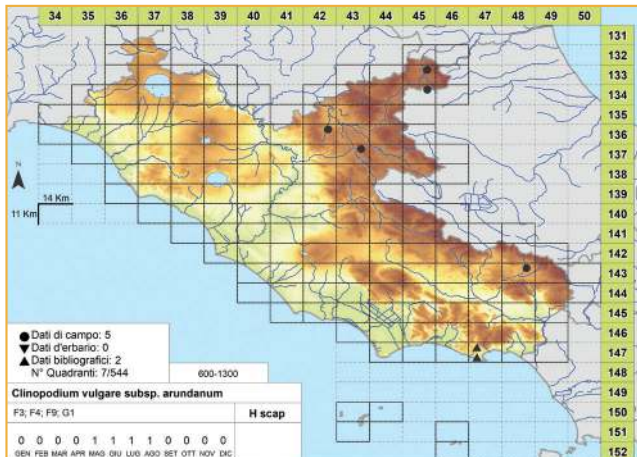 34 35 36 37 38 39 40 41 42 43 44 45 46 47 48 49 50
131
132
133
134
135
136
137
138
139
140
141
142
143
144
145
146
147
148
149
150
151
152
N
14 Km
11 Km
Dati di campo: 5
Dati d'erbario: 0
Dati bibliografici: 2
N° Quadranti: 7/544 600-1300
Clinopodium vulgare subsp. arundanum
F3; F4; F9; G1 H scap
0 0 0 0 1 1 1 1 0 0 0 0
GEN FEB MAR APR MAG GIU LUG AGO SET OTT NOV DIC